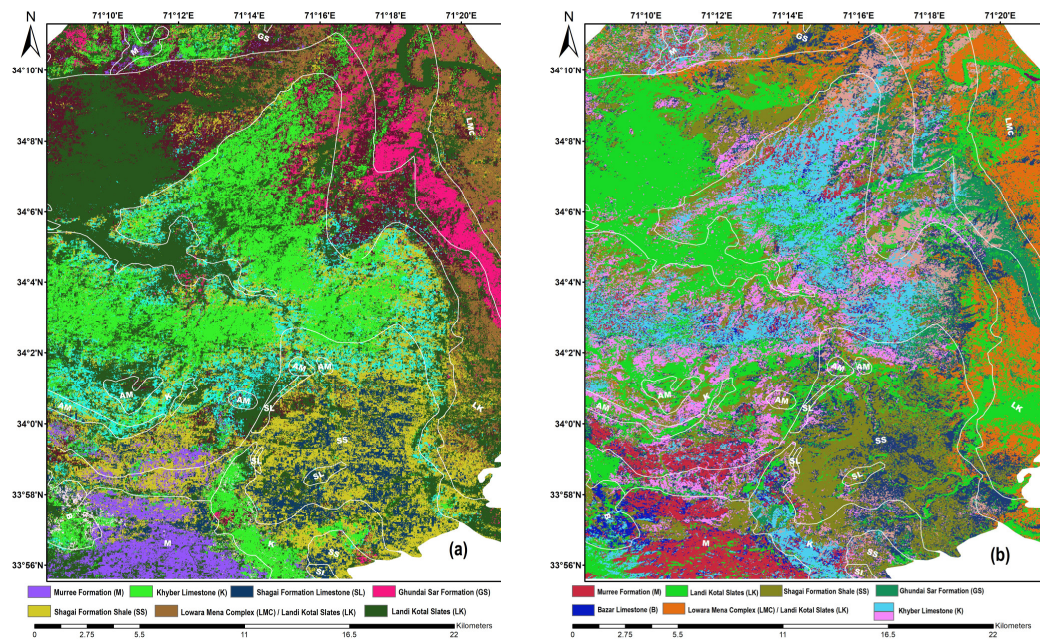 N
71°10'E 71°12'E 71°14'E 71°16'E 71°18'E 71°20'E
34°10'N
34°8'N
34°6'N
34°4'N
34°2'N
34°0'N
33°58'N
33°56'N
M
GS
LMC
AM
AM
AM
AM
K
AM
SL
LK
SS
SL
SL
B
M
K
SS
SL
(a)
Murree Formation (M)
Khyber Limestone (K)
Shagai Formation Limestone (SL)
Ghundai Sar Formation (GS)
Shagai Formation Shale (SS)
Lowara Mena Complex (LMC) / Landi Kotal Slates (LK)
Landi Kotal Slates (LK)
Kilometers
0 2.75 5.5 11 16.5 22
N
71°10'E 71°12'E 71°14'E 71°16'E 71°18'E 71°20'E
34°10'N
34°8'N
34°6'N
34°4'N
34°2'N
34°0'N
33°58'N
33°56'N
M
GS
LMC
AM
AM
AM
AM
K
AM
SL
LK
SS
SL
SL
B
M
K
SS
SL
(b)
Murree Formation (M)
Landi Kotal Slates (LK)
Shagai Formation Shale (SS)
Ghundai Sar Formation (GS)
Bazar Limestone (B)
Lowara Mena Complex (LMC) / Landi Kotal Slates (LK)
Khyber Limestone (K)
Kilometers
0 2.75 5.5 11 16.5 22